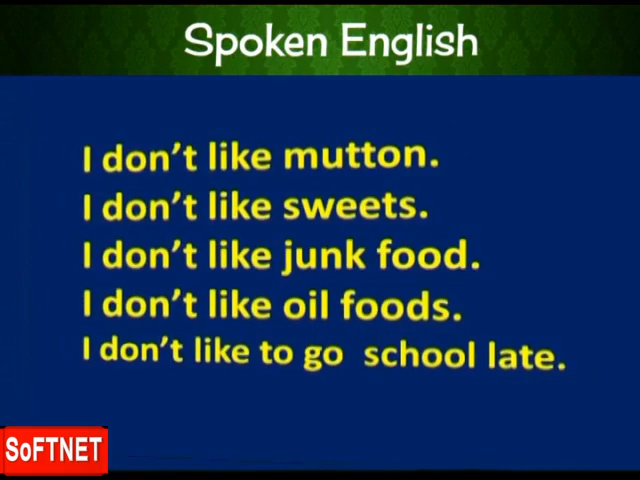 Spoken English
I don't like mutton.
I don't like sweets.
I don't like junk food.
I don't like oil foods.
I don't like to go school late.
SoFTNET